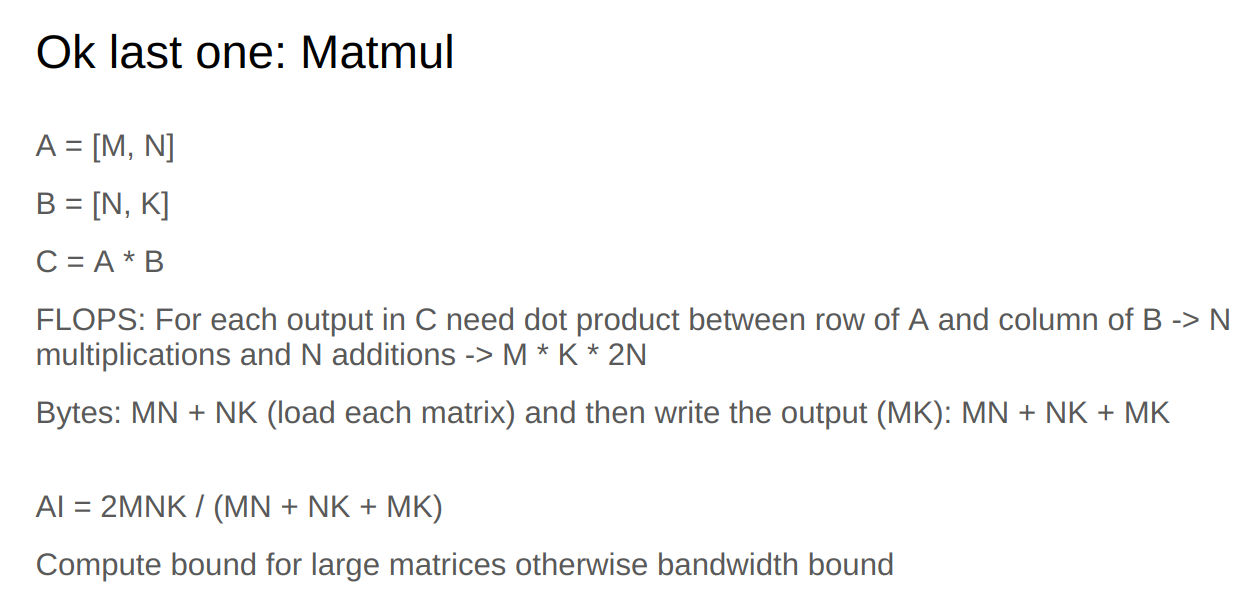 Ok last one: Matmul
A = [M, N]
B = [N, K]
C = A * B
FLOPS: For each output in C need dot product between row of A and column of B -> N
multiplications and N additions -> M * K * 2N
Bytes: MN + NK (load each matrix) and then write the output (MK): MN + NK + MK
AI = 2MNK / (MN + NK + MK)
Compute bound for large matrices otherwise bandwidth bound